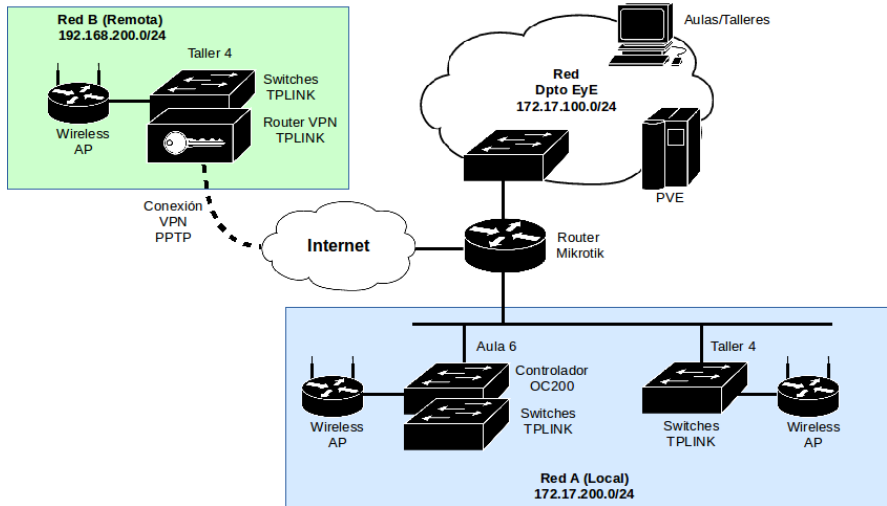 Red B (Remota)
192.168.200.0/24
Taller 4
Switches
TPLINK
Router VPN
TPLINK
Wireless
AP
Conexión
VPN
PPTP
Internet
Aulas/Talleres
Red
Dpto EyE
172.17.100.0/24
PVE
Router
Mikrotik
Aula 6
Controlador
OC200
Switches
TPLINK
Wireless
AP
Taller 4
Switches
TPLINK
Wireless
AP
Red A (Local)
172.17.200.0/24